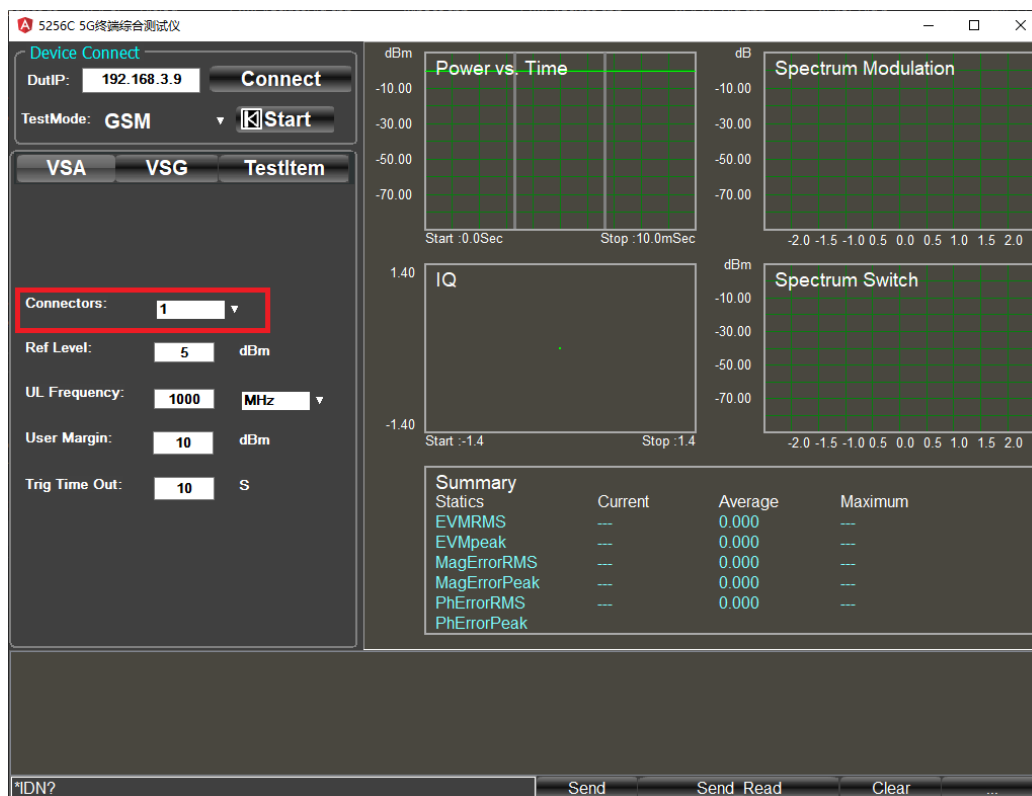 5256C 5G终端综合测试仪
Device Connect
DutIP: 192.168.3.9 Connect
TestMode: GSM Start
VSA VSG TestItem
Connectors: 1
Ref Level: 5 dBm
UL Frequency: 1000 MHz
User Margin: 10 dBm
Trig Time Out: 10 S
dBm
Power vs. Time
-10.00
-30.00
-50.00
-70.00
Start :0.0Sec Stop :10.0mSec
dB
Spectrum Modulation
-10.00
-30.00
-50.00
-70.00
-2.0 -1.5 -1.0 0.5 0.0 0.5 1.0 1.5 2.0
1.40
IQ
-1.40
Start :-1.4 Stop :1.4
dBm
Spectrum Switch
-10.00
-30.00
-50.00
-70.00
-2.0 -1.5 -1.0 0.5 0.0 0.5 1.0 1.5 2.0
Summary
Statics Current Average Maximum
EVMRMS --- 0.000 ---
EVMpeak --- 0.000 ---
MagErrorRMS --- 0.000 ---
MagErrorPeak --- 0.000 ---
PhErrorRMS --- 0.000 ---
PhErrorPeak
*IDN? Send Send Read Clear ...